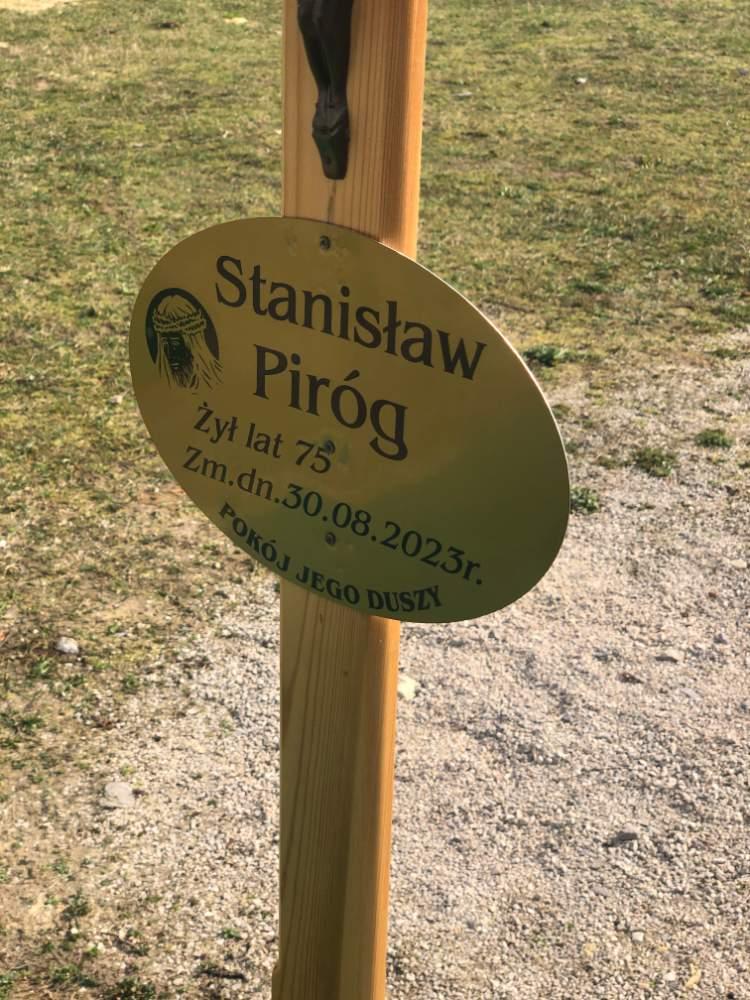 Stanisław
Piróg
Żył lat 75
Zm.dn.30.08.2023r.
POKÓJ JEGO DUSZY